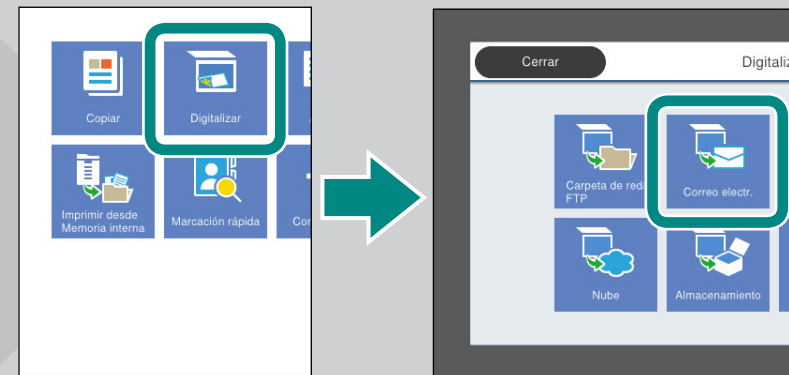 Copiar
Digitalizar
Imprimir desde
Memoria interna
Marcación rápida
Cerrar
Carpeta de red/
FTP
Correo electr.
Nube
Almacenamiento